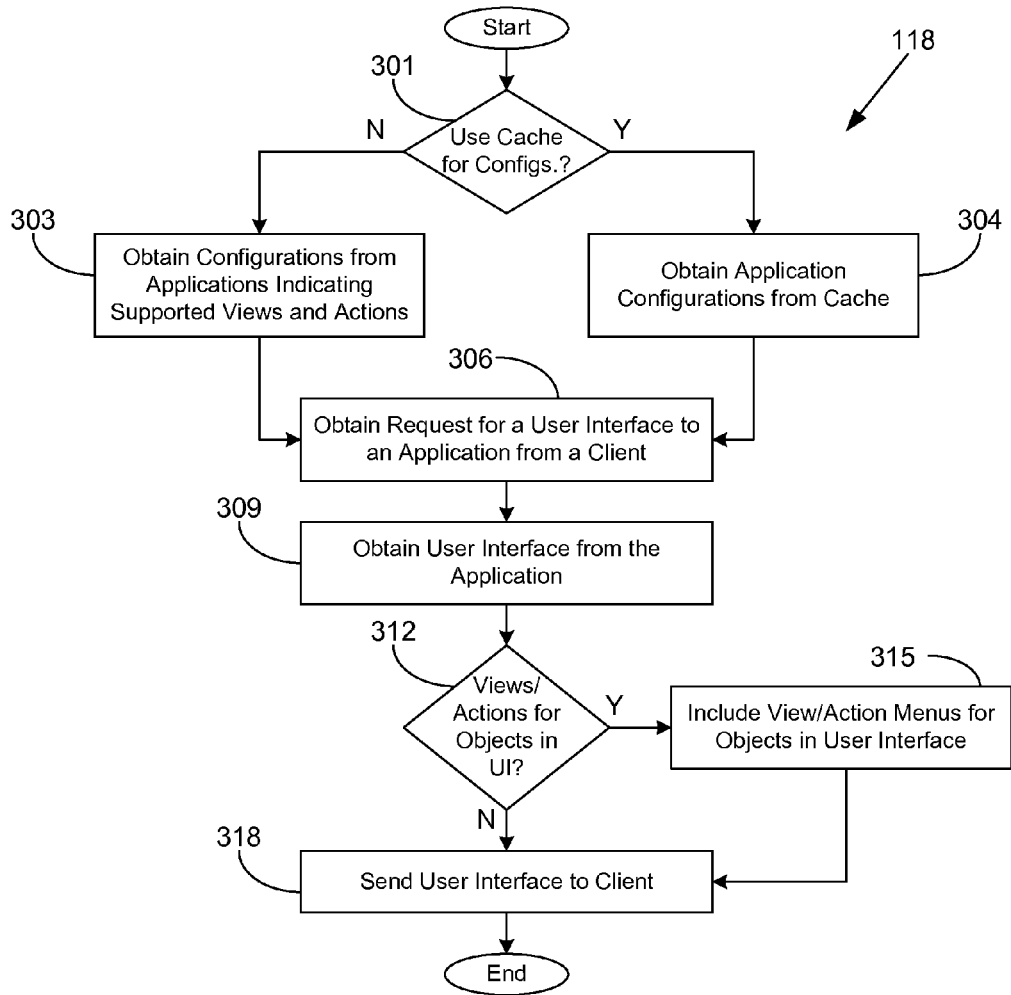 Start
118
301
N
Y
Use Cache
for Configs.?
303
304
Obtain Configurations from
Applications Indicating
Supported Views and Actions
Obtain Application
Configurations from Cache
306
Obtain Request for a User Interface to
an Application from a Client
309
Obtain User Interface from the
Application
312
315
Views/
Actions for
Objects in
UI?
Y
Include View/Action Menus for
Objects in User Interface
N
318
Send User Interface to Client
End